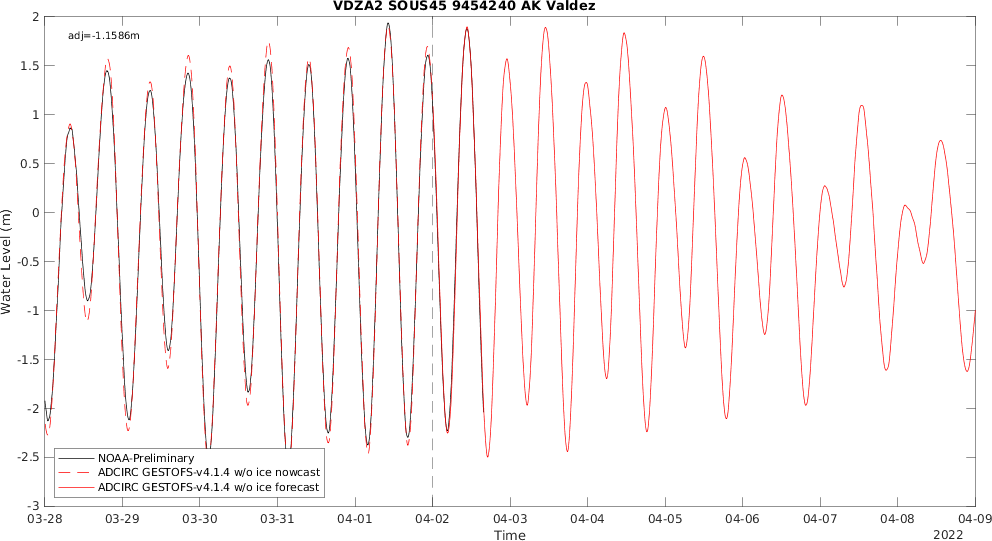 VDZA2 SOUS45 9454240 AK Valdez
adj=-1.1586m
2
1.5
1
0.5
0
-0.5
-1
-1.5
-2
-2.5
-3
Water Level (m)
NOAA-Preliminary
ADCIRC GESTOFS-v4.1.4 w/o ice nowcast
ADCIRC GESTOFS-v4.1.4 w/o ice forecast
03-28 03-29 03-30 03-31 04-01 04-02 04-03 04-04 04-05 04-06 04-07 04-08 04-09
Time
2022